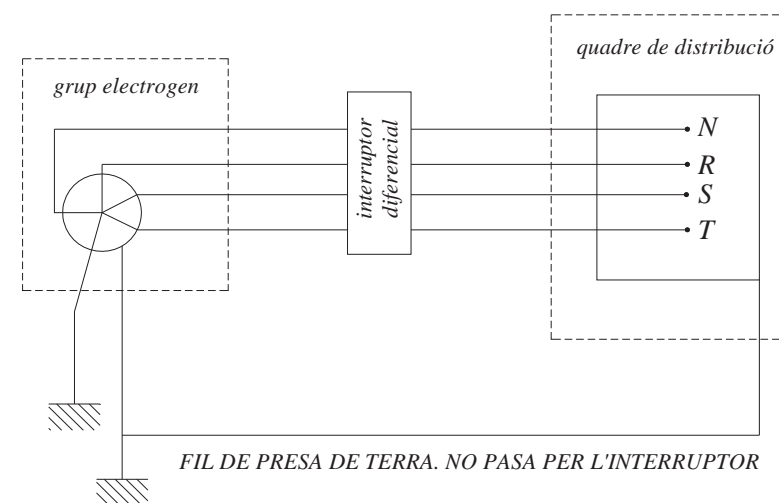 quadre de distribució
grup electrogen
interruptor
diferencial
N
R
S
T
FIL DE PRESA DE TERRA. NO PASA PER L'INTERRUPTOR